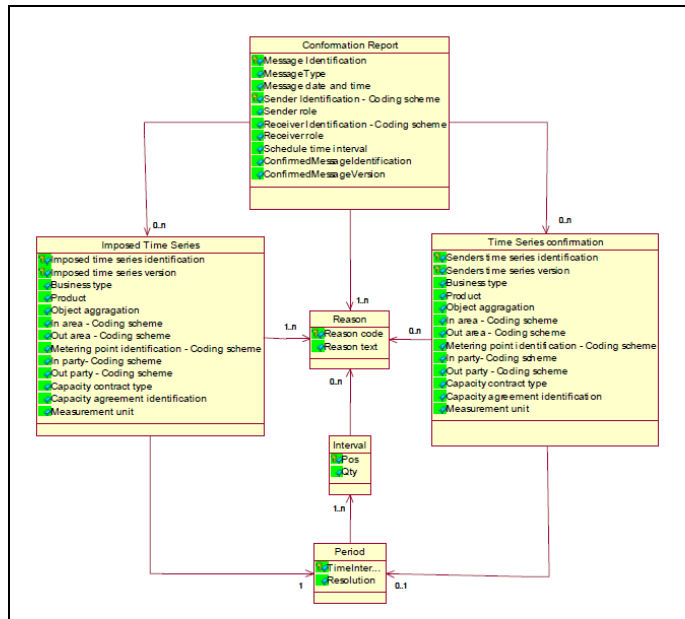 Conformation Report
Message Identification
MessageType
Message date and time
Sender Identification - Coding scheme
Sender role
Receiver Identification - Coding scheme
Receiver role
Schedule time interval
ConfirmedMessageIdentification
ConfirmedMessageVersion
0..n
0..n
Imposed Time Series
Imposed time series identification
Imposed time series version
Business type
Product
Object aggragation
In area - Coding scheme
Out area - Coding scheme
Metering point identification - Coding scheme
In party- Coding scheme
Out party - Coding scheme
Capacity contract type
Capacity agreement identification
Measurement unit
Time Series confirmation
Senders time series identification
Senders time series version
Business type
Product
Object aggragation
In area - Coding scheme
Out area - Coding scheme
Metering point identification - Coding scheme
In party - Coding scheme
Out party - Coding scheme
Capacity contract type
Capacity agreement identification
Measurement unit
1..n
1..n
0..n
Reason
Reason code
Reason text
0..n
Interval
Pos
Qty
1..n
Period
TimeInter...
Resolution
1
0..1